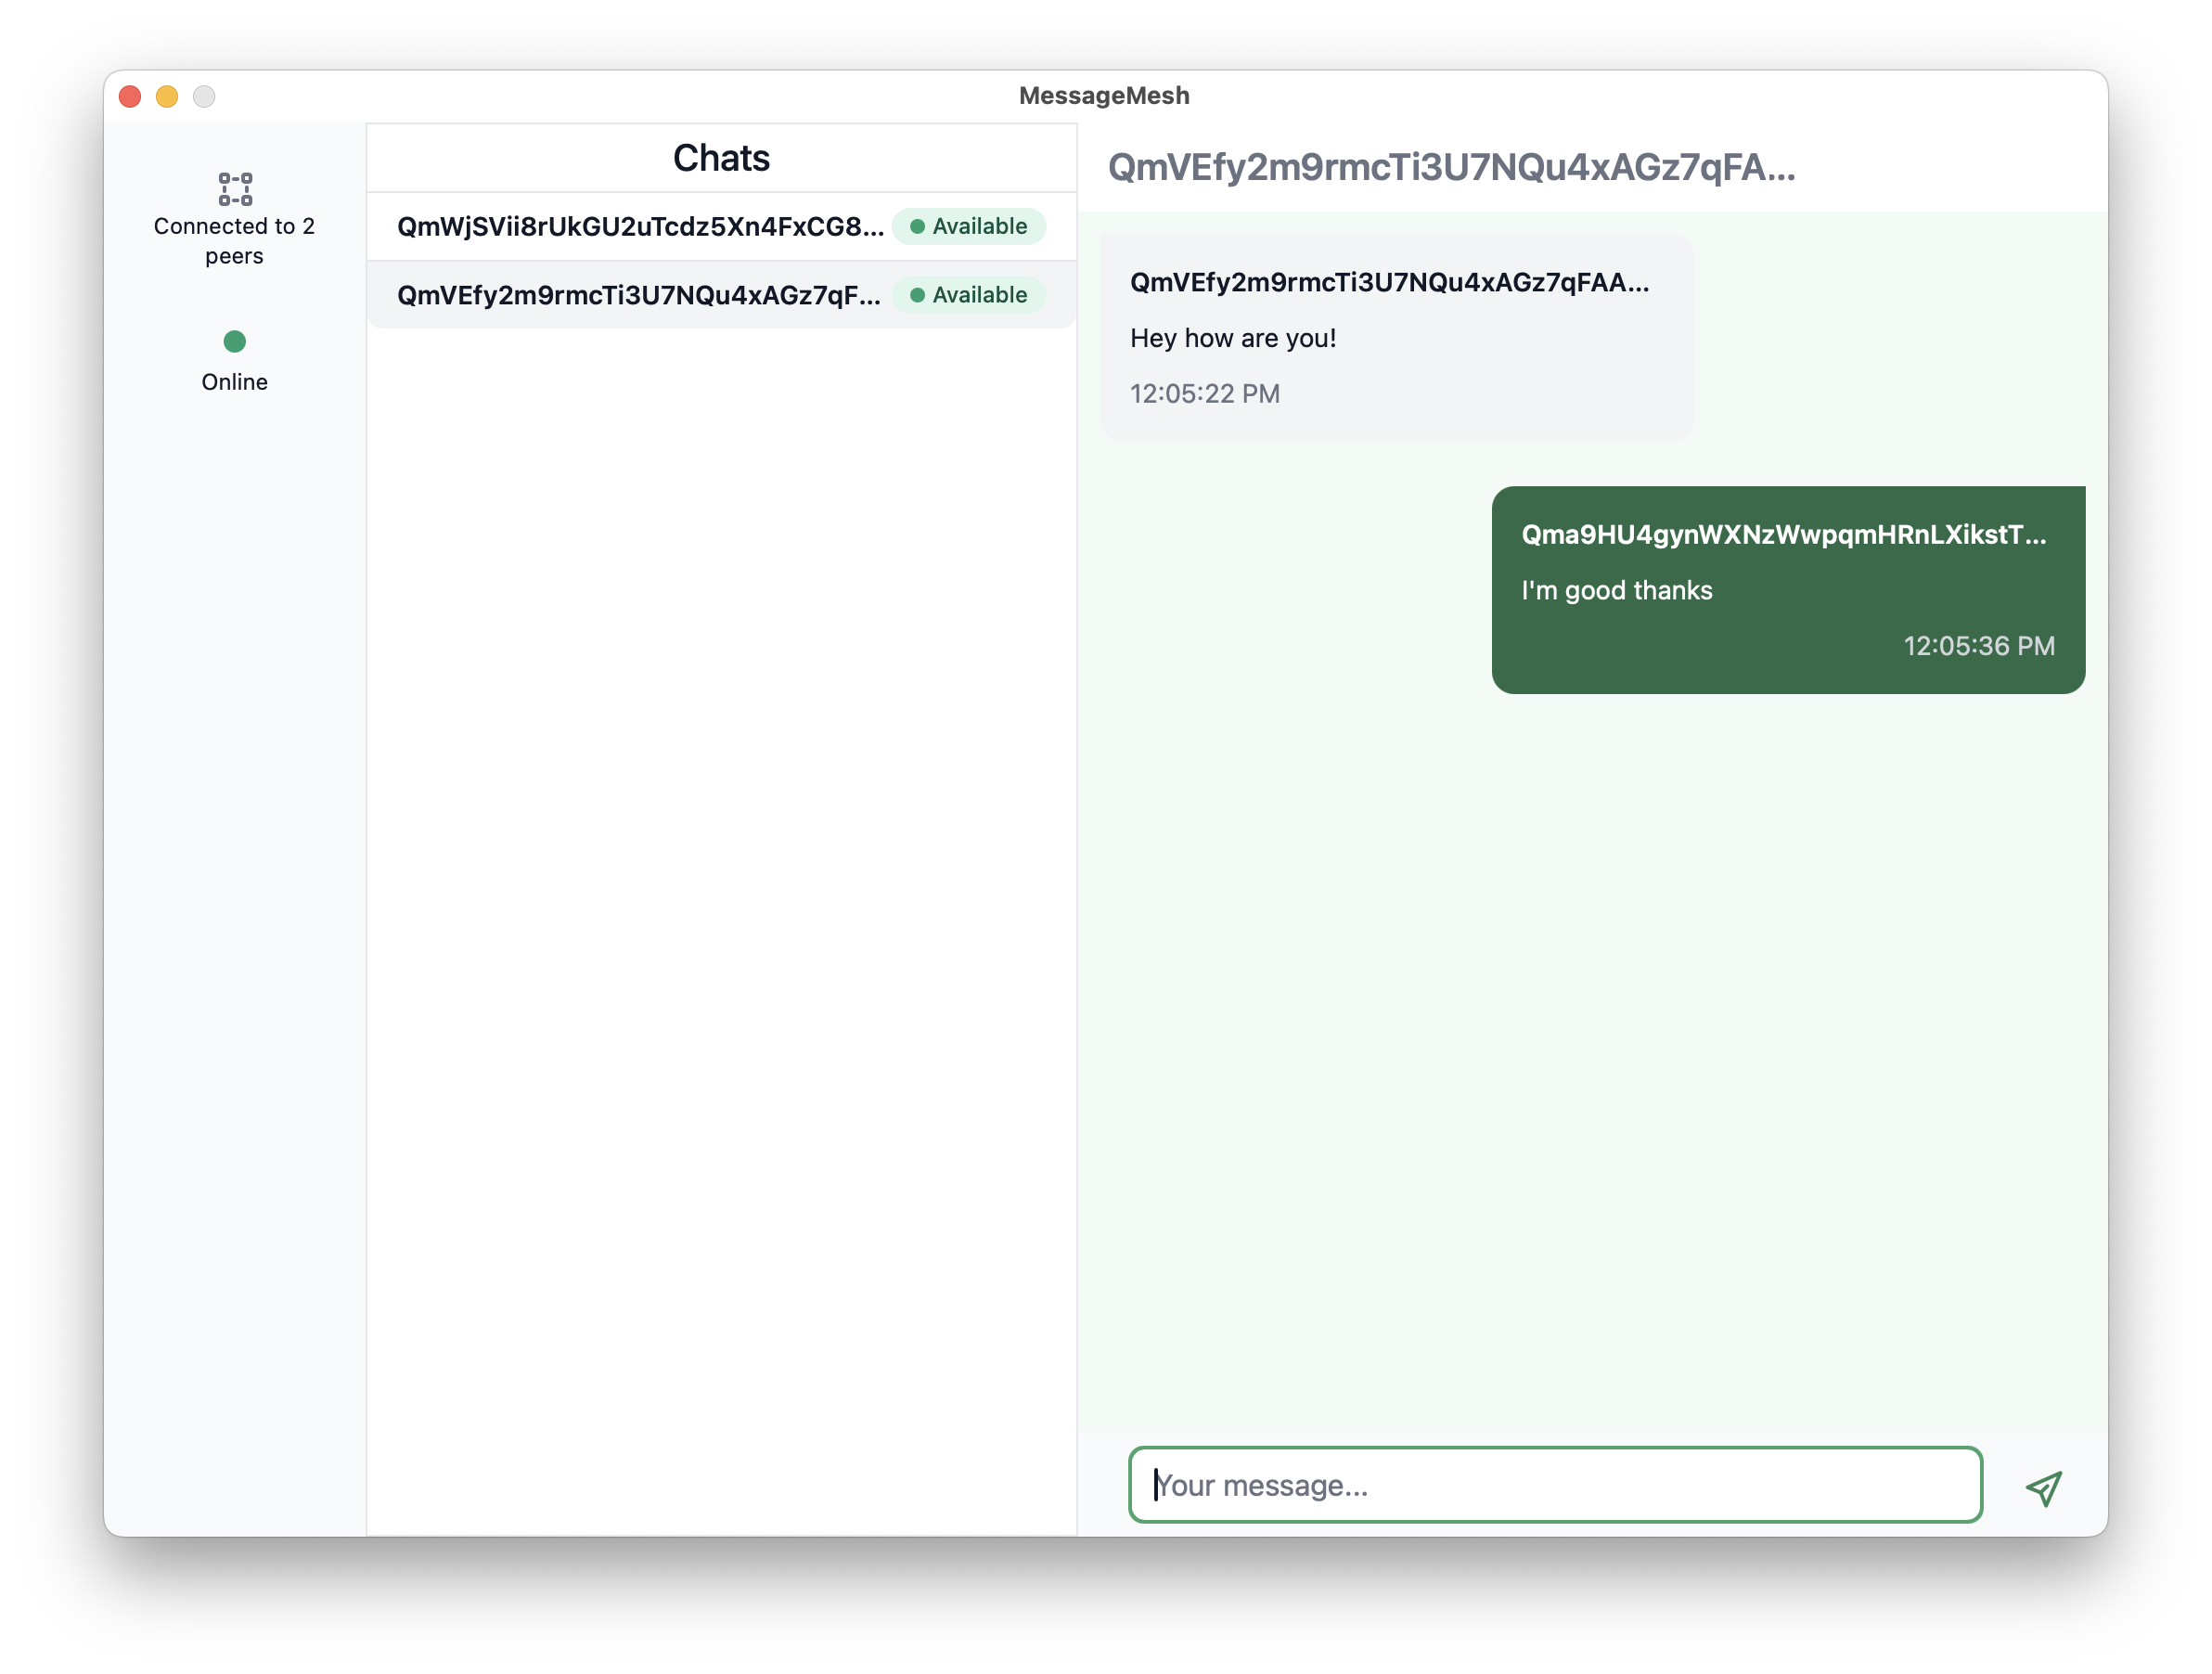 MessageMesh
Connected to 2
peers
Online
Chats
QmWjSVii8rUkGU2uTcdz5Xn4FxCG8...
Available
QmVEfy2m9rmcTi3U7NQu4xAGz7qF...
Available
QmVEfy2m9rmcTi3U7NQu4xAGz7qFA...
QmVEfy2m9rmcTi3U7NQu4xAGz7qFAA...
Hey how are you!
12:05:22 PM
Qma9HU4gynWXNzWwpqmHRnLXikstT...
I'm good thanks
12:05:36 PM
Your message...